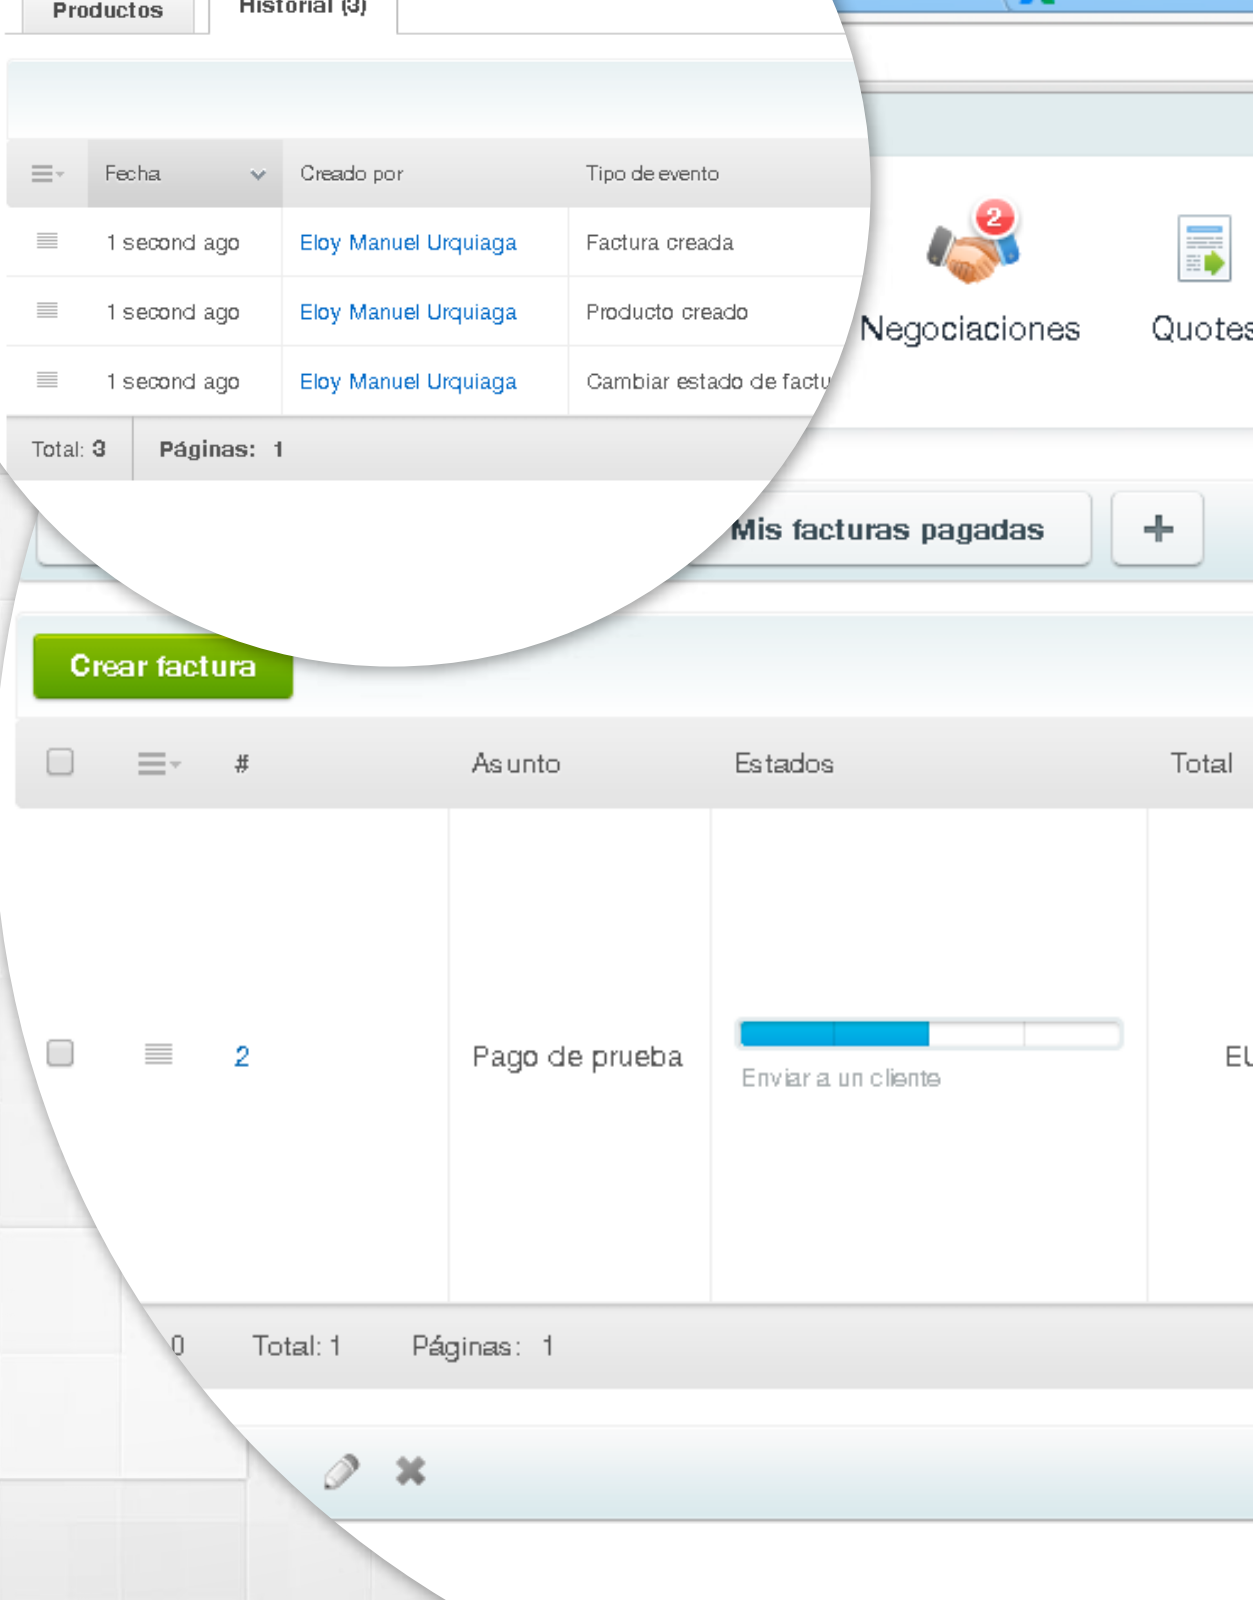 Productos
Historial (3)
Fecha
Creado por
Tipo de evento
1 second ago
Eloy Manuel Urquiaga
Factura creada
1 second ago
Eloy Manuel Urquiaga
Producto creado
1 second ago
Eloy Manuel Urquiaga
Cambiar estado de factu
Total: 3
Páginas: 1
2
Negociaciones
Quotes
Mis facturas pagadas
Crear factura
#
Asunto
Estados
Total
2
Pago de prueba
Enviar a un cliente
EU
0
Total: 1
Páginas: 1